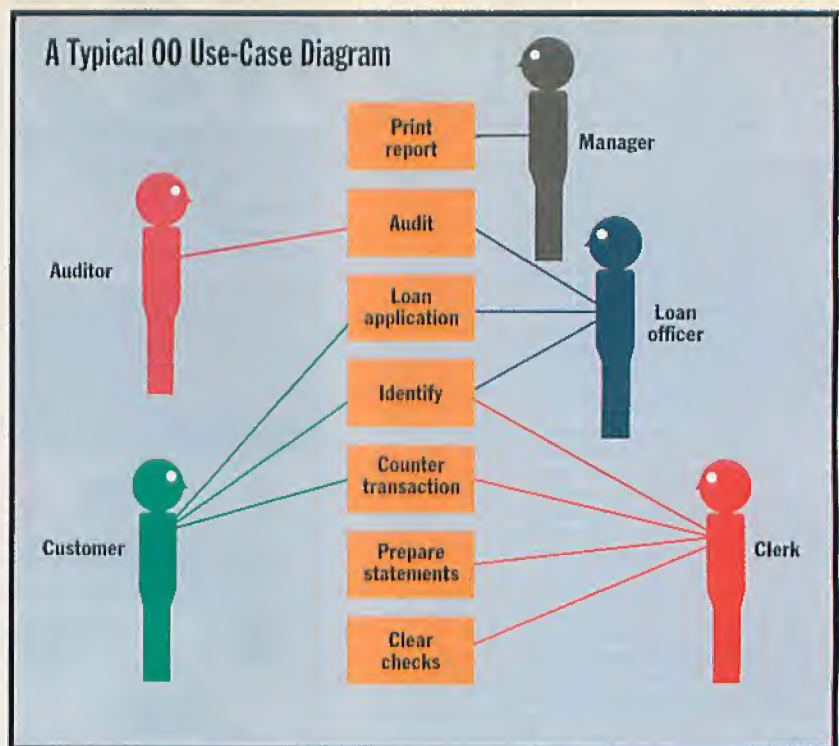 A Typical OO Use-Case Diagram
Print
report
Manager
Audit
Auditor
Loan
application
Loan
officer
Identify
Counter
transaction
Customer
Prepare
statements
Clerk
Clear
checks